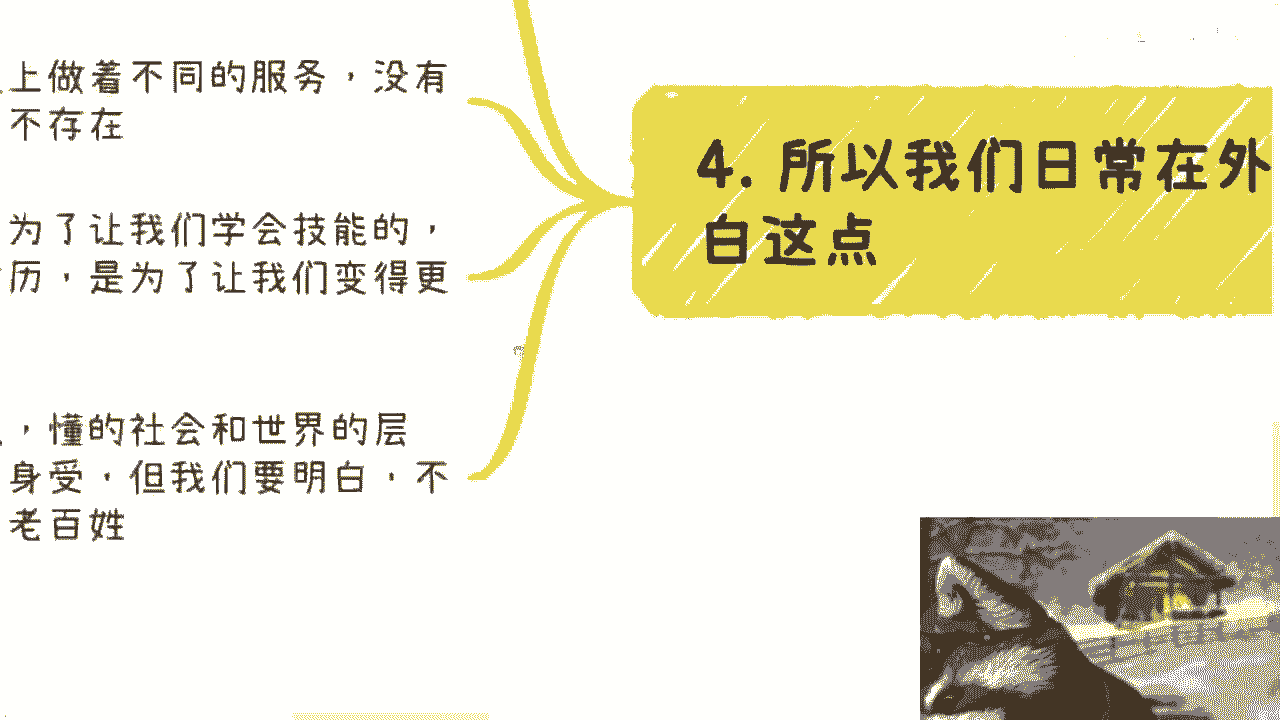 上做着不同的服务，没有
不存在
为了让我们学会技能的，
历，是为了让我们变得更
，懂的社会和世界的层
身受，但我们要明白，不
老百姓
4. 所以我们日常在外
白这点